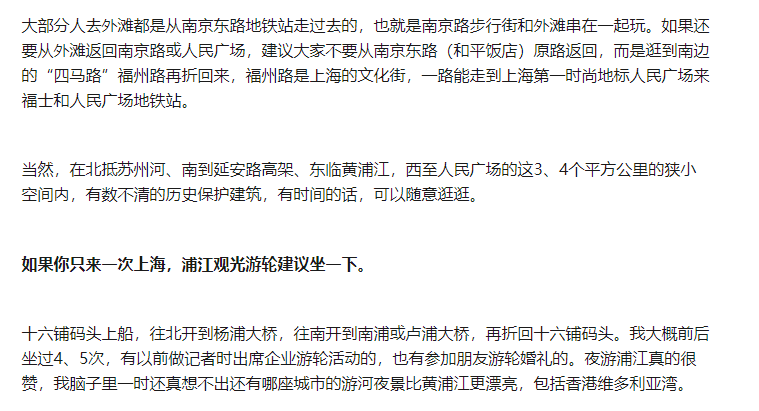 大部分人去外滩都是从南京东路地铁站走过去的，也就是南京路步行街和外滩串在一起玩。如果还
要从外滩返回南京路或人民广场，建议大家不要从南京东路（和平饭店）原路返回，而是逛到南边
的“四马路”福州路再折回来，福州路是上海的文化街，一路能走到上海第一时尚地标人民广场来
福士和人民广场地铁站。
当然，在北抵苏州河、南到延安路高架、东临黄浦江，西至人民广场的这3、4个平方公里的狭小
空间内，有数不清的历史保护建筑，有时间的话，可以随意逛逛。
如果你只来一次上海，浦江观光游轮建议坐一下。
十六铺码头上船，往北开到杨浦大桥，往南开到南浦或卢浦大桥，再折回十六铺码头。我大概前后
坐过4、5次，有以前做记者时出席企业游轮活动的，也有参加朋友游轮婚礼的。夜游浦江真的很
赞，我脑子里一时还真想不出还有哪座城市的游河夜景比黄浦江更漂亮，包括香港维多利亚湾。